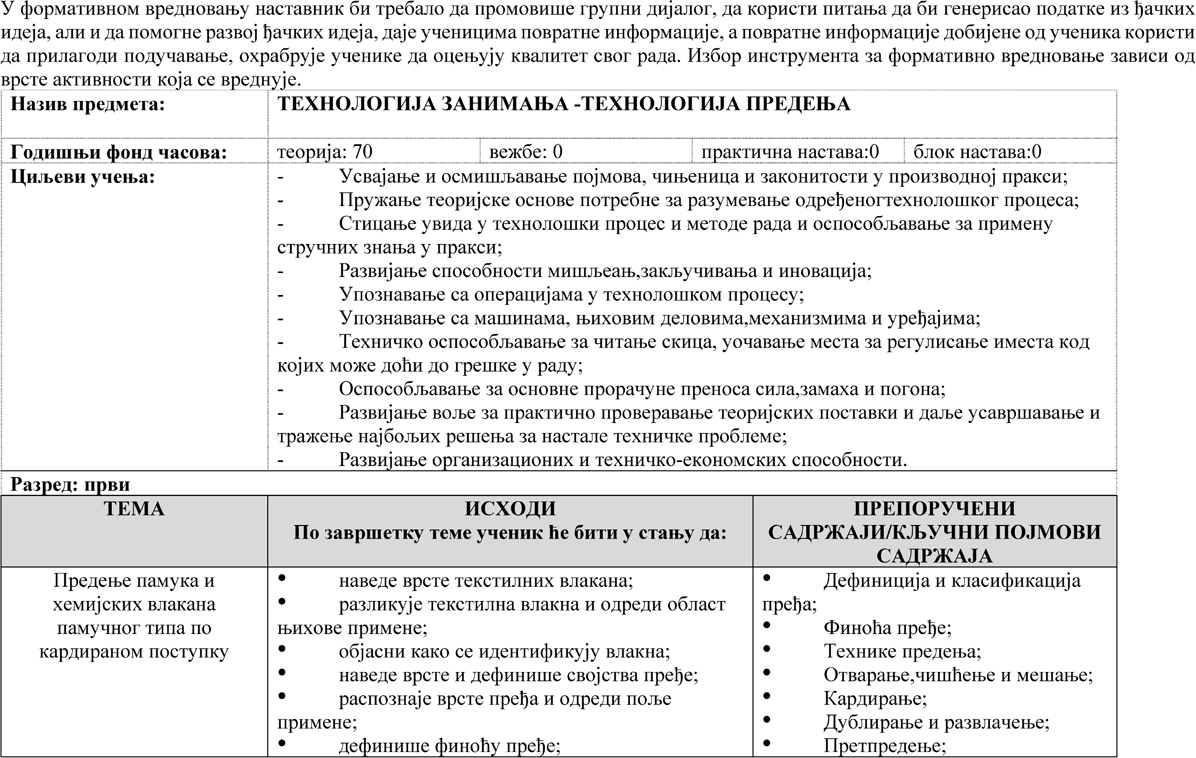 У формативном вредновању наставник би требало да промовише групни дијалог, да користи питања да би генерисао податке из ђачких
идеја, али и да помогне развој ђачких идеја, даје ученицима повратне информације, а повратне информације добијене од ученика користи
да прилагоди подучавање, охрабрује ученике да оцењују квалитет свог рада. Избор инструмента за формативно вредновање зависи од
врсте активности која се вреднује.
Назив предмета: ТЕХНОЛОГИЈА ЗАНИМАЊА -ТЕХНОЛОГИЈА ПРЕДЕЊА
Годишњи фонд часова: теорија: 70 вежбе: 0 практична настава:0 блок настава:0
Циљеви учења: - Усвајање и осмишљавање појмова, чињеница и законитости у производној пракси;
- Пружање теоријске основе потребне за разумевање одређеногтехнолошког процеса;
- Стицање увида у технолошки процес и методе рада и оспособљавање за примену
стручних знања у пракси;
- Развијање способности мишљеањ,закључивања и иновација;
- Упознавање са операцијама у технолошком процесу;
- Упознавање са машинама, њиховим деловима,механизмима и уређајима;
- Техничко оспособљавање за читање скица, уочавање места за регулисање иместа код
којих може доћи до грешке у раду;
- Оспособљавање за основне прорачуне преноса сила,замаха и погона;
- Развијање воље за практично проверавање теоријских поставки и даље усавршавање и
тражење најбољих решења за настале техничке проблеме;
- Развијање организационих и техничко-економских способности.
Разред: први
ТЕМА
ИСХОДИ
По завршетку теме ученик ће бити у стању да:
ПРЕПОРУЧЕНИ
САДРЖАЈИ/КЉУЧНИ ПОЈМОВИ
САДРЖАЈА
Предење памука и
хемијских влакана
памучног типа по
кардираном поступку
• наведе врсте текстилних влакана;
• разликује текстилна влакна и одреди област
њихове примене;
• објасни како се идентификују влакна;
• наведе врсте и дефинише својства пређе;
• распознаје врсте пређа и одреди поље
примене;
• дефинише финоћу пређе;
• Дефиниција и класификација
пређа;
• Финоћа пређе;
• Технике предења;
• Отварање,чишћење и мешање;
• Кардирање;
• Дублирање и развлачење;
• Претпредење;